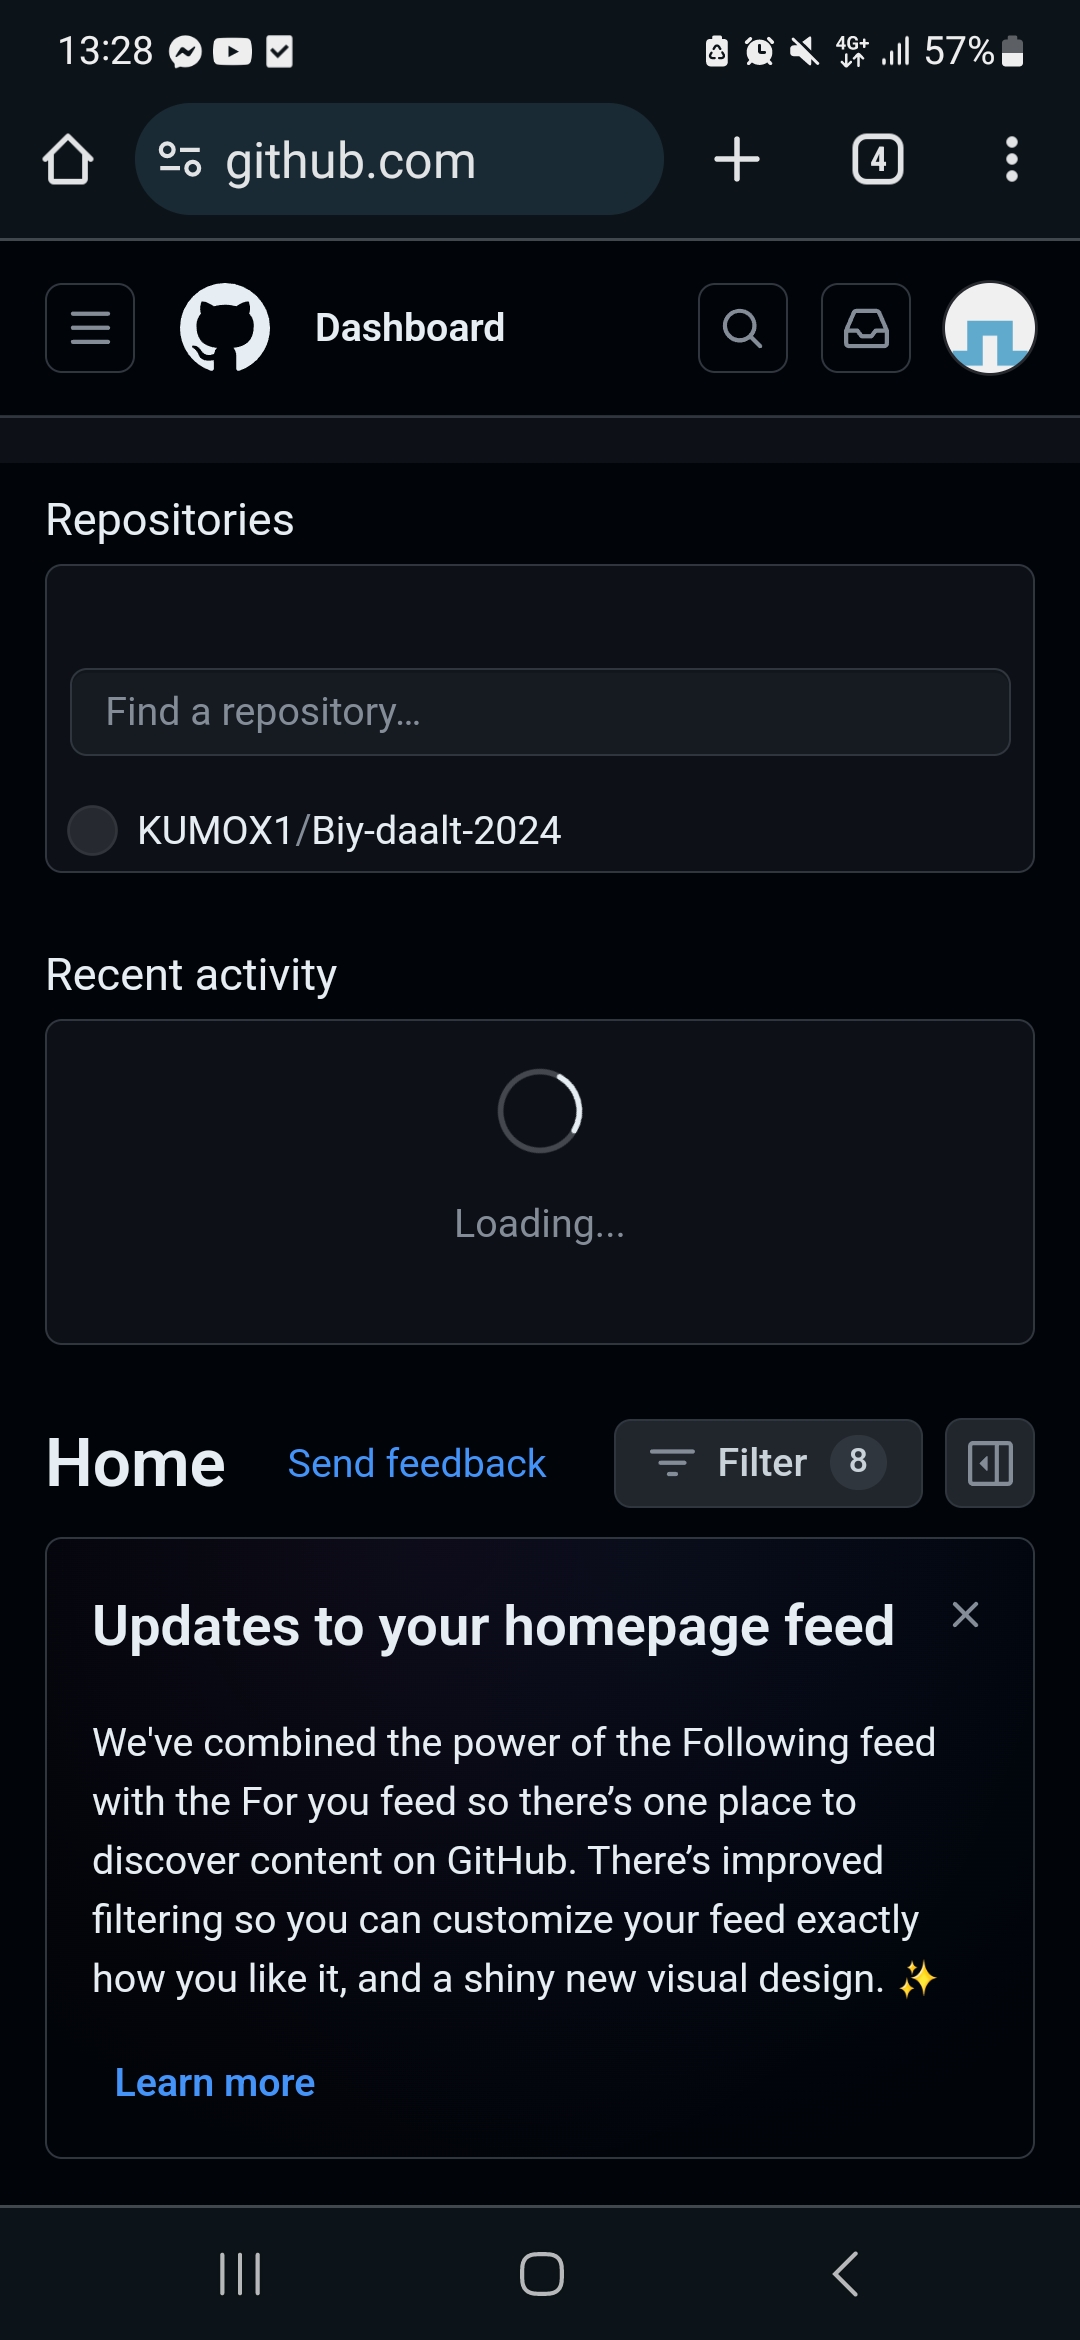 13:28
4G+
57%
github.com
4
Dashboard
Repositories
Find a repository...
KUMOX1/Biy-daalt-2024
Recent activity
Loading...
Home
Send feedback
Filter
8
Updates to your homepage feed
We've combined the power of the Following feed
with the For you feed so there’s one place to
discover content on GitHub. There’s improved
filtering so you can customize your feed exactly
how you like it, and a shiny new visual design. ✨
Learn more